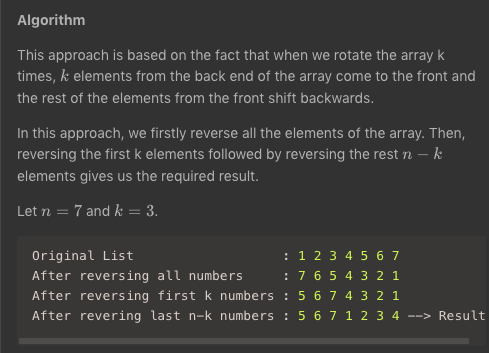 Algorithm
This approach is based on the fact that when we rotate the array k
times, k elements from the back end of the array come to the front and
the rest of the elements from the front shift backwards.
In this approach, we firstly reverse all the elements of the array. Then,
reversing the first k elements followed by reversing the rest n − k
elements gives us the required result.
Let n = 7 and k = 3.
Original List                   : 1 2 3 4 5 6 7
After reversing all numbers     : 7 6 5 4 3 2 1
After reversing first k numbers : 5 6 7 4 3 2 1
After revering last n-k numbers : 5 6 7 1 2 3 4 --> Result